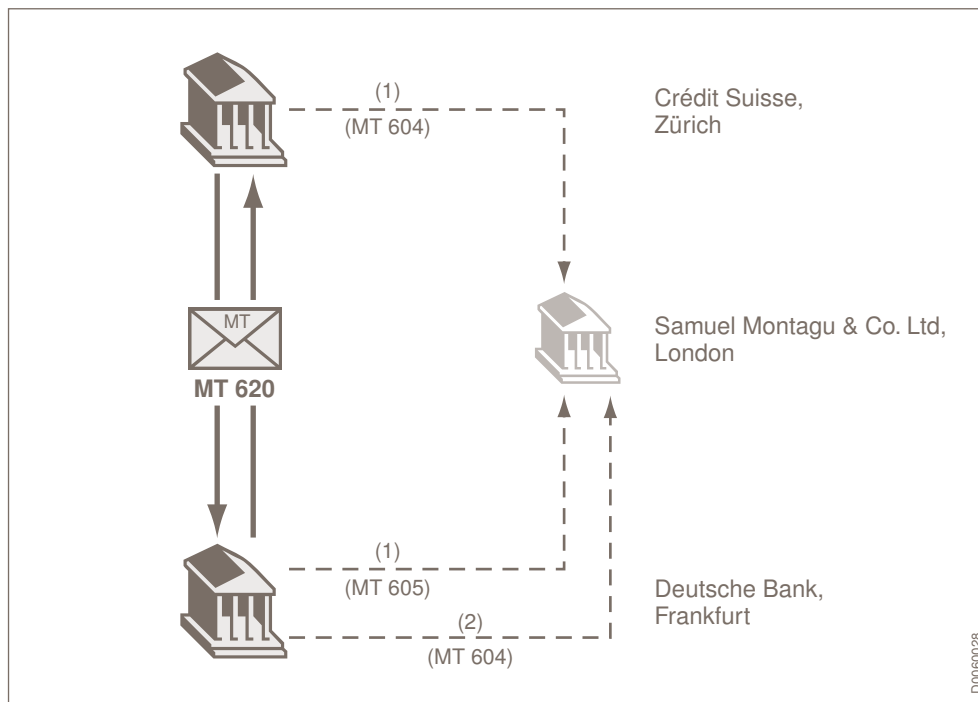 (1)
(MT 604)
Crédit Suisse,
Zürich
MT
MT 620
Samuel Montagu & Co. Ltd,
London
(1)
(MT 605)
(2)
(MT 604)
Deutsche Bank,
Frankfurt
D0060028